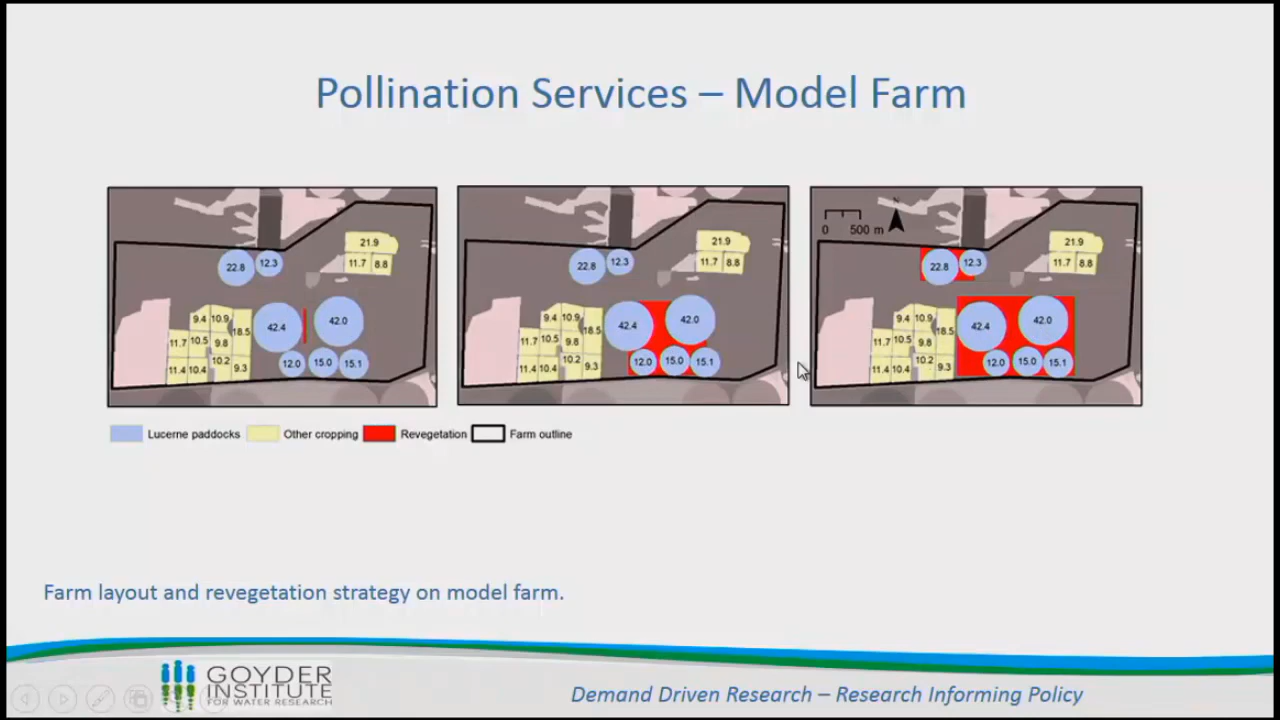 Pollination Services – Model Farm
21.9
11.7 8.8
22.8 12.3
42.4 42.0
12.0 15.0 15.1
9.4 10.9
18.5
11.7 10.5 9.8
10.2
11.4 10.4 9.3
21.9
11.7 8.8
22.8 12.3
42.4 42.0
12.0 15.0 15.1
9.4 10.9
18.5
11.7 10.5 9.8
10.2
11.4 10.4 9.3
N
0 500 m
21.9
11.7 8.8
22.8 12.3
42.4 42.0
12.0 15.0 15.1
9.4 10.9
18.5
11.7 10.5 9.8
10.2
11.4 10.4 9.3
Lucerne paddocks Other cropping Revegetation Farm outline
Farm layout and revegetation strategy on model farm.
GOYDER
INSTITUTE
FOR WATER RESEARCH
Demand Driven Research – Research Informing Policy